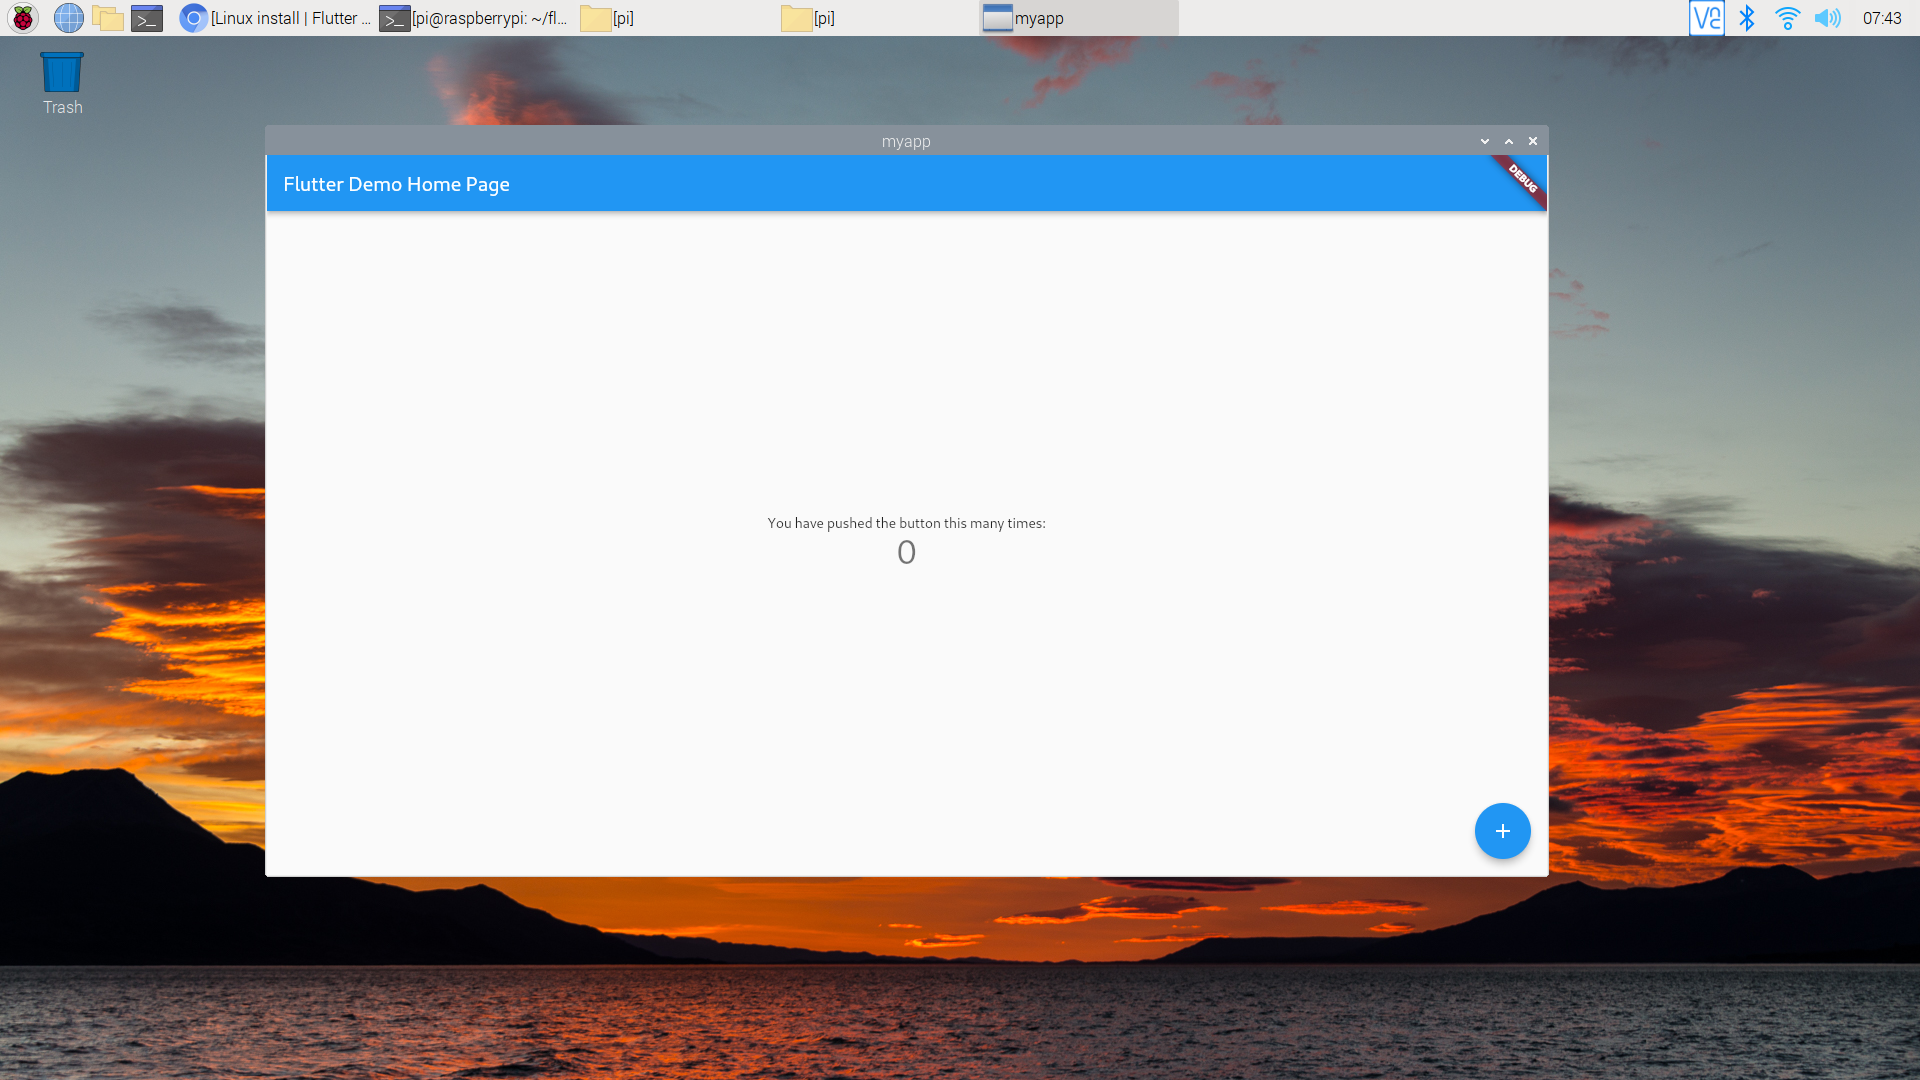 [Linux install | Flutter ...
[pi@raspberrypi: ~/fl...
[pi]
[pi]
myapp
VNC
07:43
Trash
myapp
Flutter Demo Home Page
DEBUG
You have pushed the button this many times:
0